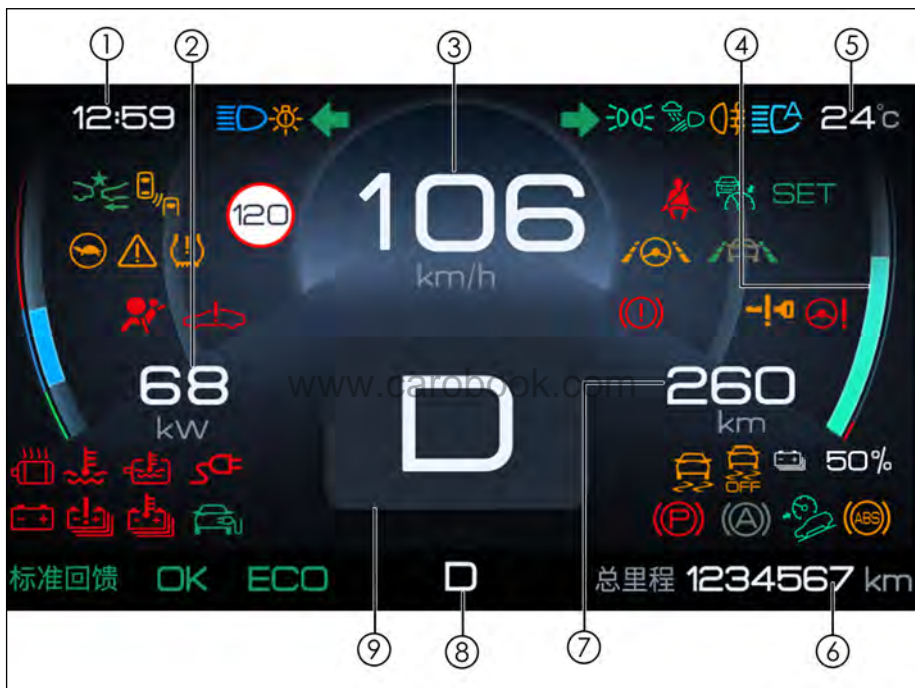 ① ② ③ ④ ⑤
12:59 24°C
A
120 106 SET
km/h
www.carobook.com
68 D 260
kW km
OFF 50%
P A ABS
标准回馈 OK ECO D 总里程 1234567 km
⑨ ⑧ ⑦ ⑥